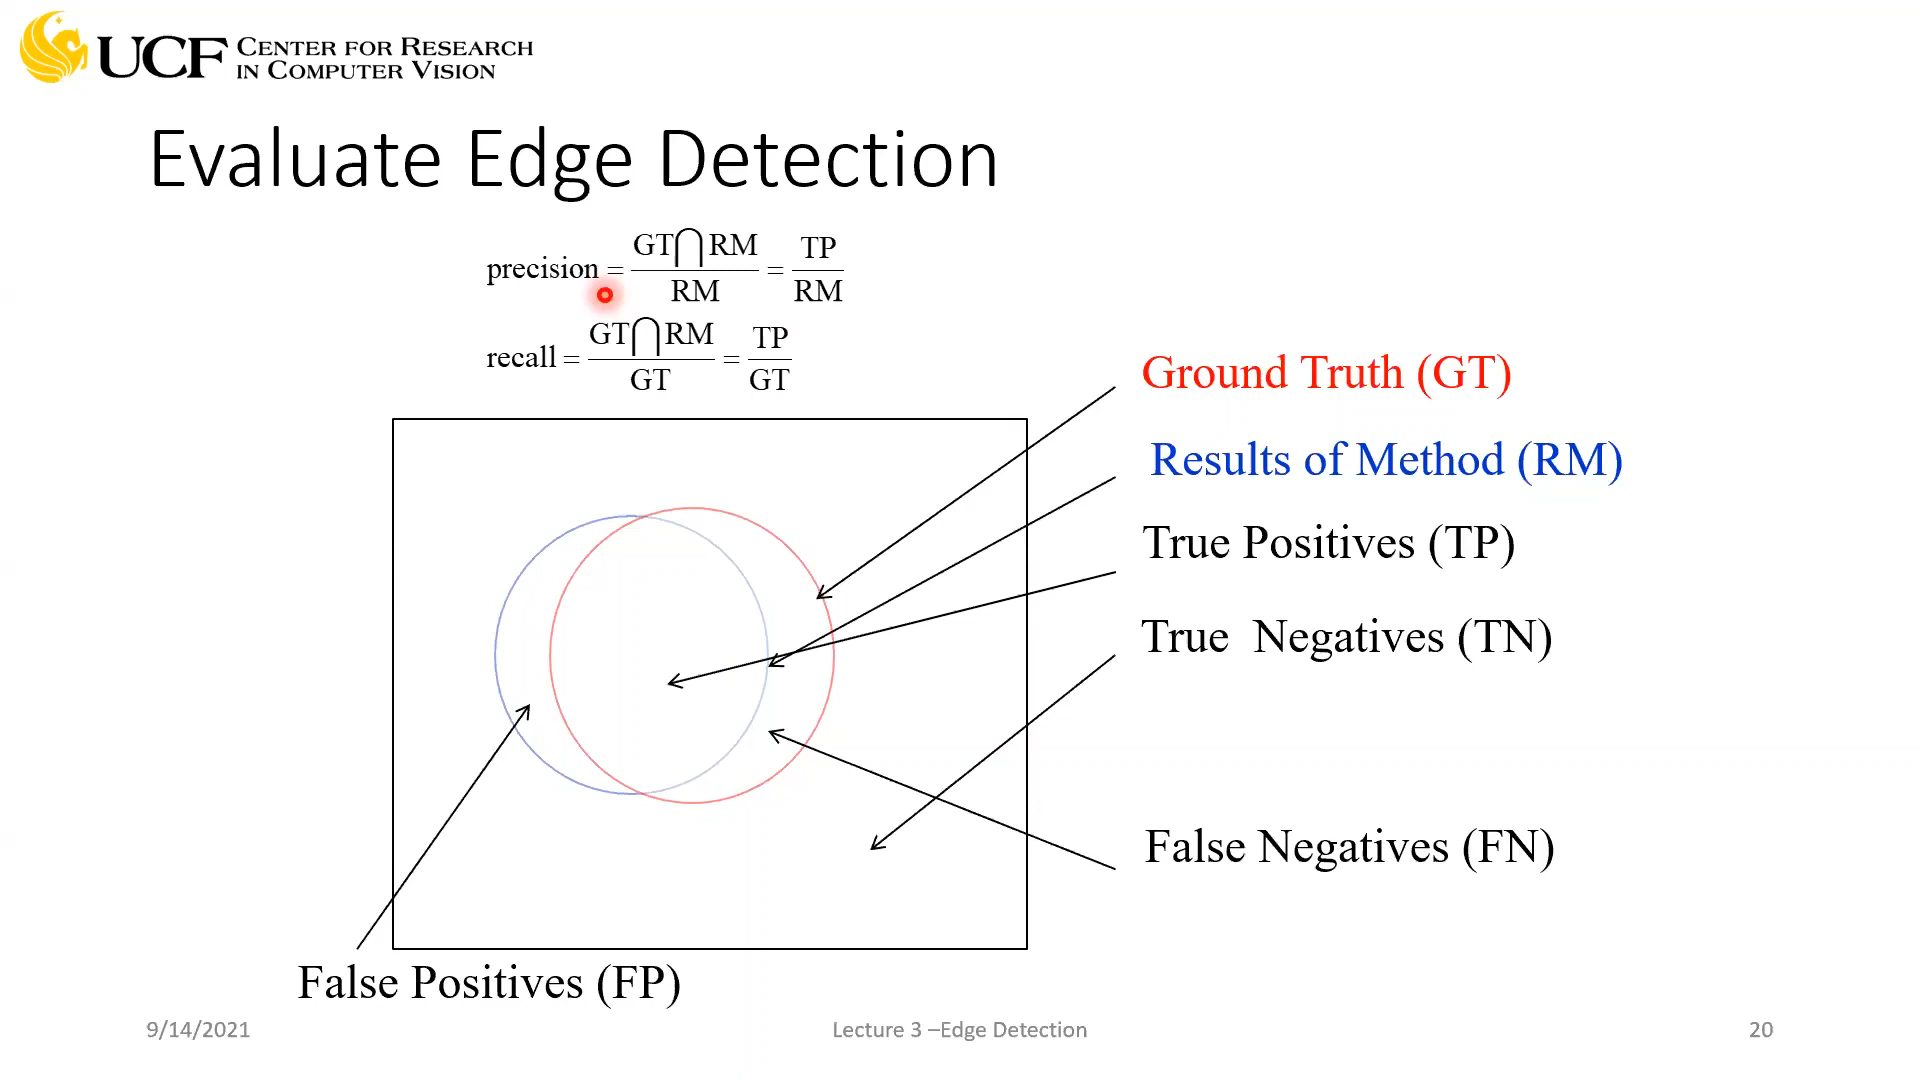 UCF CENTER FOR RESEARCH
IN COMPUTER VISION
Evaluate Edge Detection
precision = GT⋂RM / RM = TP / RM
recall = GT⋂RM / GT = TP / GT
Ground Truth (GT)
Results of Method (RM)
True Positives (TP)
True Negatives (TN)
False Negatives (FN)
False Positives (FP)
9/14/2021
Lecture 3 –Edge Detection
20